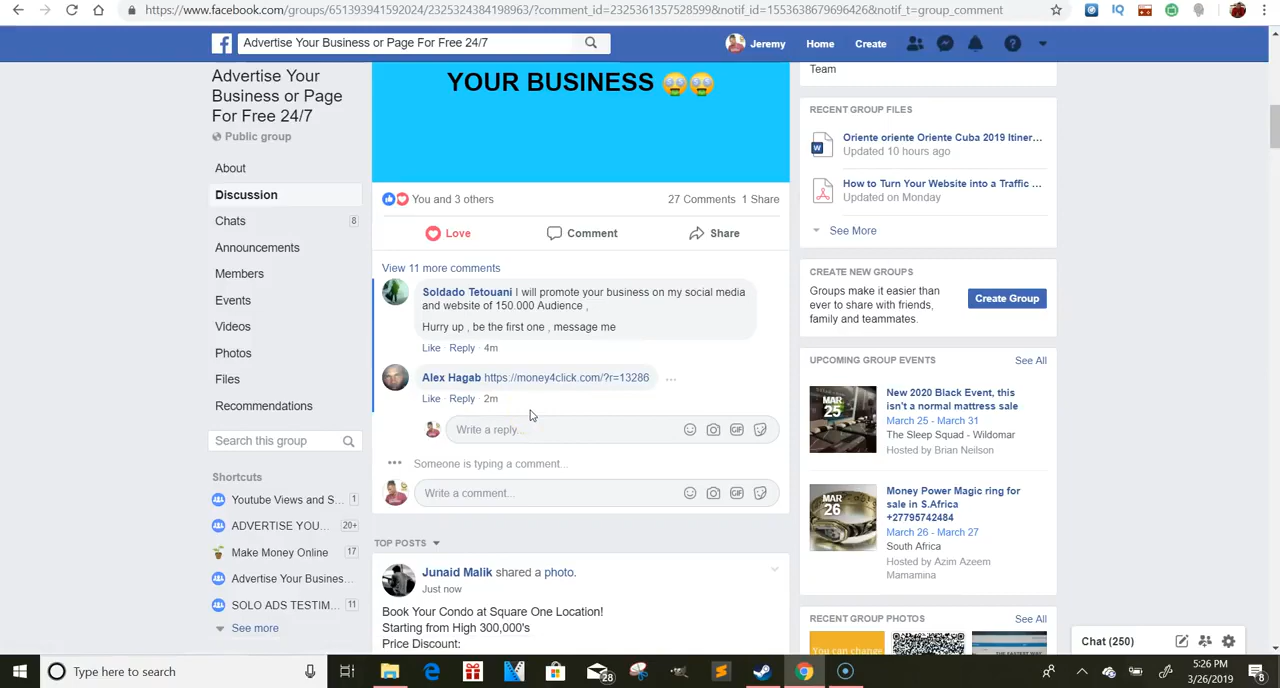 https://www.facebook.com/groups/651393941592024/2325324384198963/?comment_id=2325361357528599&notif_id=1553638679696426&notif_t=group_comment
Advertise Your Business or Page For Free 24/7
Jeremy
Home
Create
Advertise Your
Business or Page
For Free 24/7
Public group
About
Discussion
Chats
8
Announcements
Members
Events
Videos
Photos
Files
Recommendations
Search this group
Shortcuts
Youtube Views and S... 1
ADVERTISE YOU... 20+
Make Money Online 17
Advertise Your Busines...
SOLO ADS TESTIM... 11
See more
YOUR BUSINESS
You and 3 others
27 Comments 1 Share
Love
Comment
Share
View 11 more comments
Soldado Tetouani I will promote your business on my social media
and website of 150.000 Audience ,
Hurry up , be the first one , message me
Like · Reply · 4m
Alex Hagab https://money4click.com/?r=13286
Like · Reply · 2m
Write a reply...
Someone is typing a comment...
Write a comment...
TOP POSTS
Junaid Malik shared a photo.
Just now
Book Your Condo at Square One Location!
Starting from High 300,000's
Price Discount:
Team
RECENT GROUP FILES
Oriente oriente Oriente Cuba 2019 Itiner...
Updated 10 hours ago
How to Turn Your Website into a Traffic ...
Updated on Monday
See More
CREATE NEW GROUPS
Groups make it easier than
ever to share with friends,
family and teammates.
Create Group
UPCOMING GROUP EVENTS
See All
MAR
25
New 2020 Black Event, this
isn't a normal mattress sale
March 25 - March 31
The Sleep Squad - Wildomar
Hosted by Brian Neilson
MAR
26
Money Power Magic ring for
sale in S.Africa
+27795742484
March 26 - March 27
South Africa
Hosted by Azim Azeem
Mamamina
RECENT GROUP PHOTOS
See All
You can change
Chat (250)
Type here to search
28
5:26 PM
3/26/2019
8